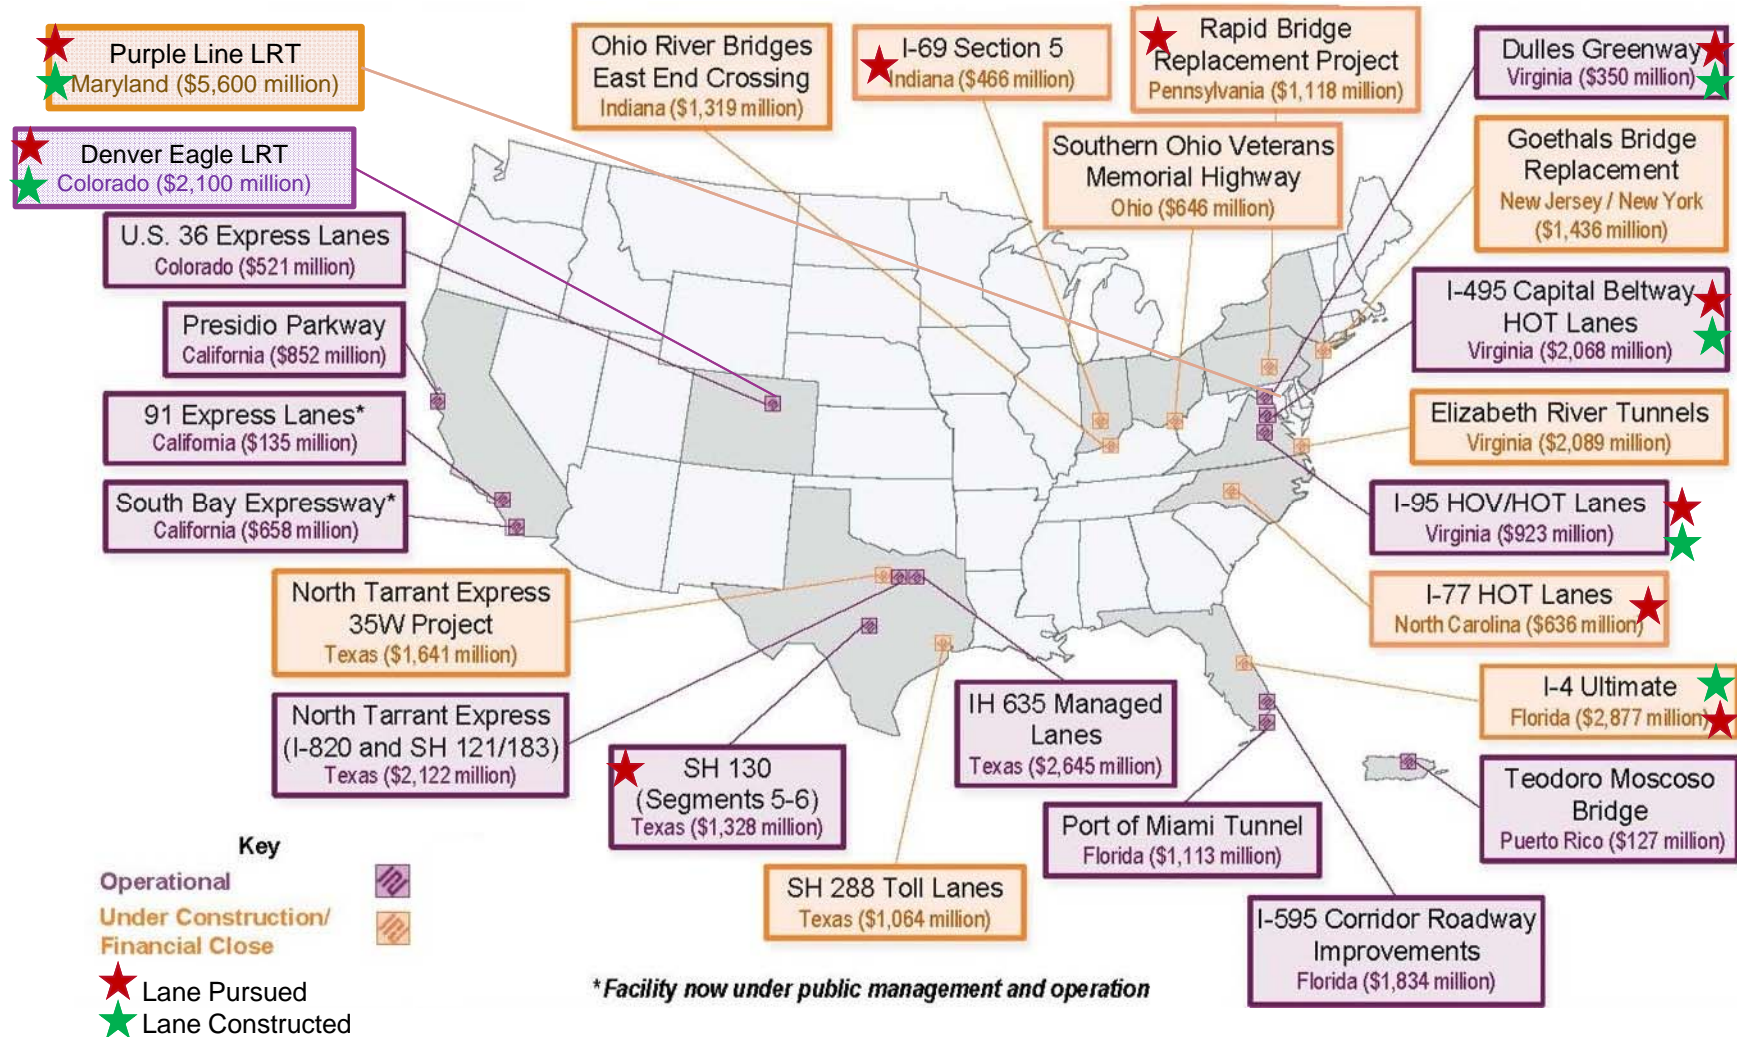 Purple Line LRT
Maryland ($5,600 million)
Denver Eagle LRT
Colorado ($2,100 million)
U.S. 36 Express Lanes
Colorado ($521 million)
Presidio Parkway
California ($852 million)
91 Express Lanes*
California ($135 million)
South Bay Expressway*
California ($658 million)
North Tarrant Express
35W Project
Texas ($1,641 million)
North Tarrant Express
(I-820 and SH 121/183)
Texas ($2,122 million)
Ohio River Bridges
East End Crossing
Indiana ($1,319 million)
I-69 Section 5
Indiana ($466 million)
Rapid Bridge
Replacement Project
Pennsylvania ($1,118 million)
Southern Ohio Veterans
Memorial Highway
Ohio ($646 million)
Dulles Greenway
Virginia ($350 million)
Goethals Bridge
Replacement
New Jersey / New York
($1,436 million)
I-495 Capital Beltway
HOT Lanes
Virginia ($2,068 million)
Elizabeth River Tunnels
Virginia ($2,089 million)
I-95 HOV/HOT Lanes
Virginia ($923 million)
I-77 HOT Lanes
North Carolina ($636 million)
I-4 Ultimate
Florida ($2,877 million)
Teodoro Moscoso
Bridge
Puerto Rico ($127 million)
SH 130
(Segments 5-6)
Texas ($1,328 million)
IH 635 Managed
Lanes
Texas ($2,645 million)
Port of Miami Tunnel
Florida ($1,113 million)
SH 288 Toll Lanes
Texas ($1,064 million)
I-595 Corridor Roadway
Improvements
Florida ($1,834 million)
Key
Operational
Under Construction/
Financial Close
Lane Pursued
Lane Constructed
*Facility now under public management and operation